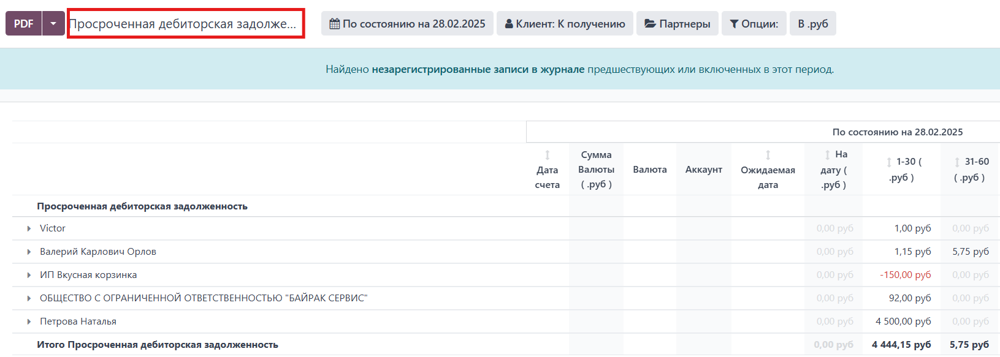 PDF Просроченная дебиторская задолже... По состоянию на 28.02.2025 Клиент: К получению Партнеры Опции: В .руб
Найдено незарегистрированные записи в журнале предшествующих или включенных в этот период.
По состоянию на 28.02.2025
Дата счета
Сумма Валюты ( .руб )
Валюта
Аккаунт
Ожидаемая дата
На дату ( .руб )
1-30 ( .руб )
31-60 ( .руб )
Просроченная дебиторская задолженность
Victor 0,00 руб 1,00 руб 0,00 руб
Валерий Карлович Орлов 0,00 руб 1,15 руб 5,75 руб
ИП Вкусная корзинка 0,00 руб -150,00 руб 0,00 руб
ОБЩЕСТВО С ОГРАНИЧЕННОЙ ОТВЕТСТВЕННОСТЬЮ "БАЙРАК СЕРВИС" 0,00 руб 92,00 руб 0,00 руб
Петрова Наталья 0,00 руб 4 500,00 руб 0,00 руб
Итого Просроченная дебиторская задолженность 0,00 руб 4 444,15 руб 5,75 руб